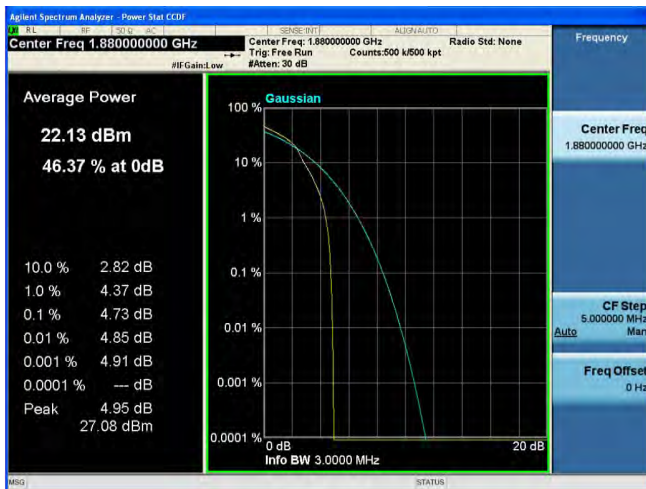 Agilent Spectrum Analyzer - Power Stat CCDF
RL RF 50 Ω AC SENSE:INT ALIGN AUTO
Center Freq 1.880000000 GHz
Center Freq: 1.880000000 GHz Radio Std: None
Trig: Free Run Counts:500 k/500 kpt
#IFGain:Low #Atten: 30 dB
Frequency
Average Power
22.13 dBm
46.37 % at 0dB
10.0 % 2.82 dB
1.0 % 4.37 dB
0.1 % 4.73 dB
0.01 % 4.85 dB
0.001 % 4.91 dB
0.0001 % --- dB
Peak 4.95 dB
27.08 dBm
Gaussian
100 %
10 %
1 %
0.1 %
0.01 %
0.001 %
0.0001 %
0 dB 20 dB
Info BW 3.0000 MHz
Center Freq
1.880000000 GHz
CF Step
5.000000 MHz
Auto Man
Freq Offset
0 Hz
MSG STATUS